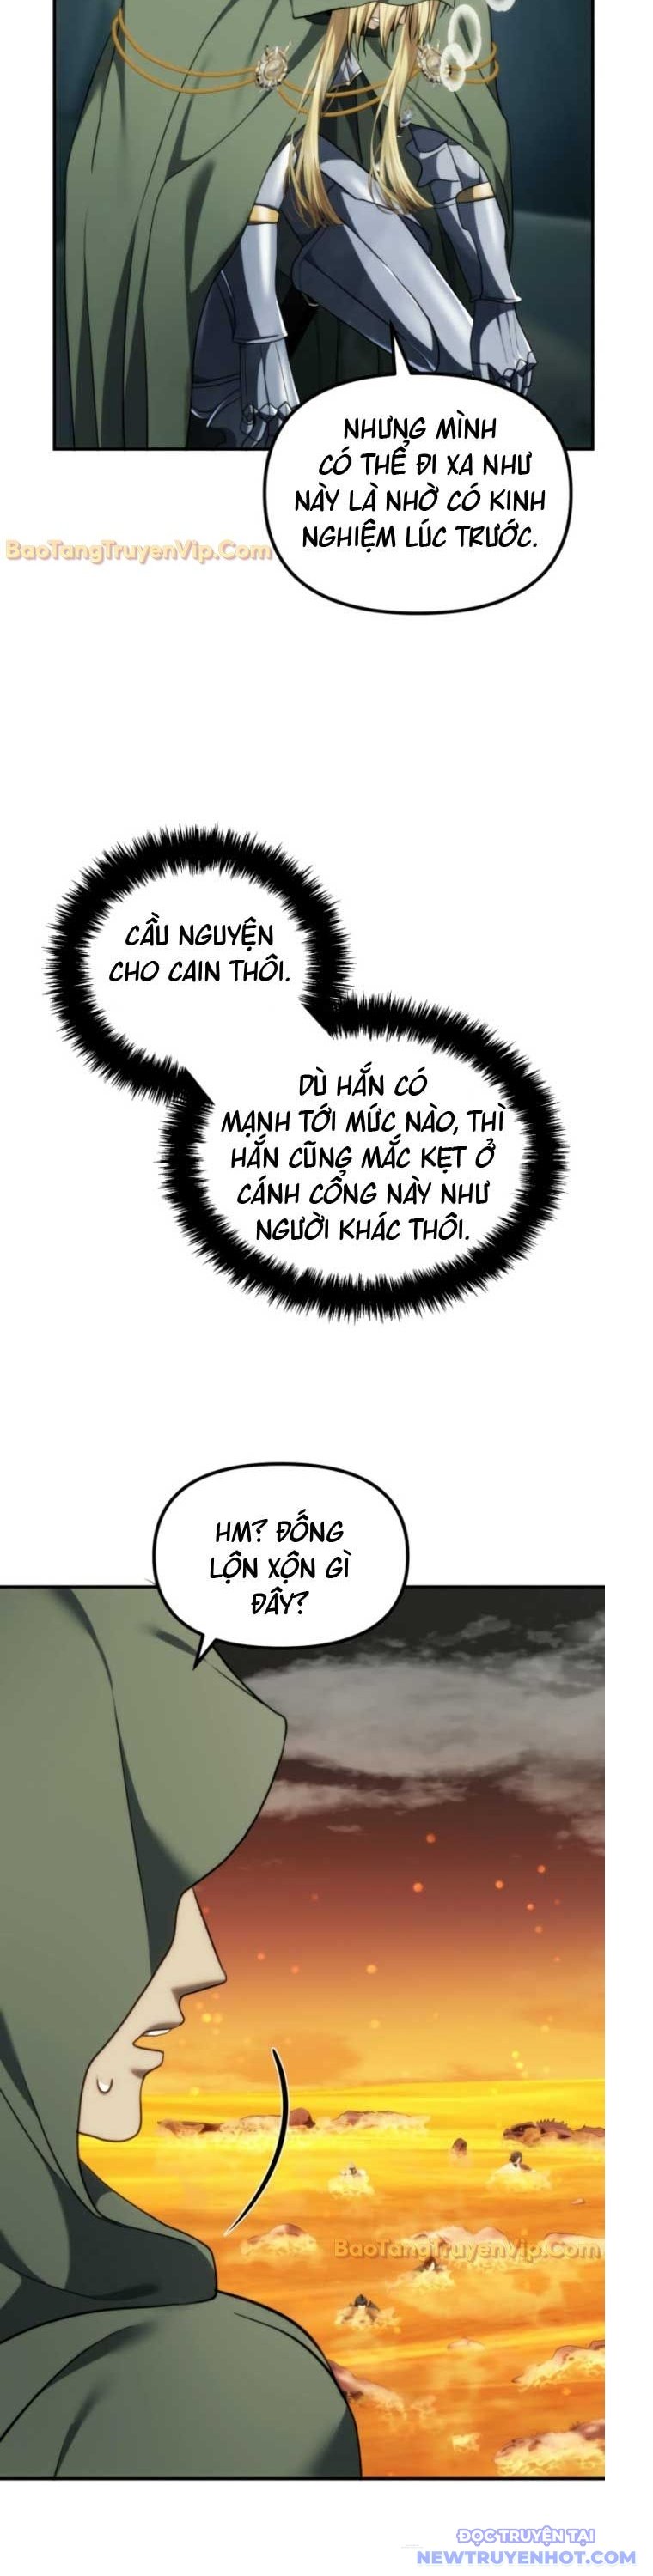 NHƯNG MÌNH
CÓ THỂ ĐI XA NHƯ
NÀY LÀ NHỜ CÓ KINH
NGHIỆM LÚC TRƯỚC.
BaoTangTruyenVip.Com
CẦU NGUYỆN
CHO CAIN THÔI.
DÙ HẮN CÓ
MẠNH TỚI MỨC NÀO, THÌ
HẮN CŨNG MẮC KẸT Ở
CÁNH CỔNG NÀY NHƯ
NGƯỜI KHÁC THÔI.
HM? ĐỐNG
LỘN XỘN GÌ
ĐÂY?
BaoTangTruyenVip.Com
ĐỌC TRUYỆN TẠI
NEWTRUYENHOT.COM